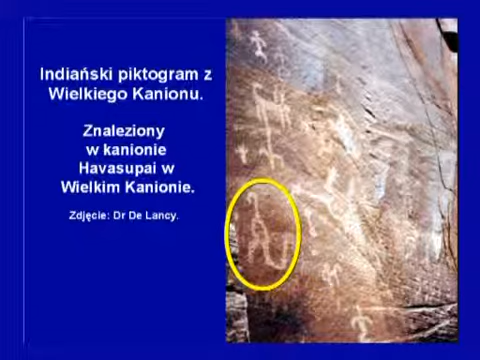 Indiański piktogram z
Wielkiego Kanionu.
Znaleziony
w kanionie
Havasupai w
Wielkim Kanionie.
Zdjęcie: Dr De Lancy.